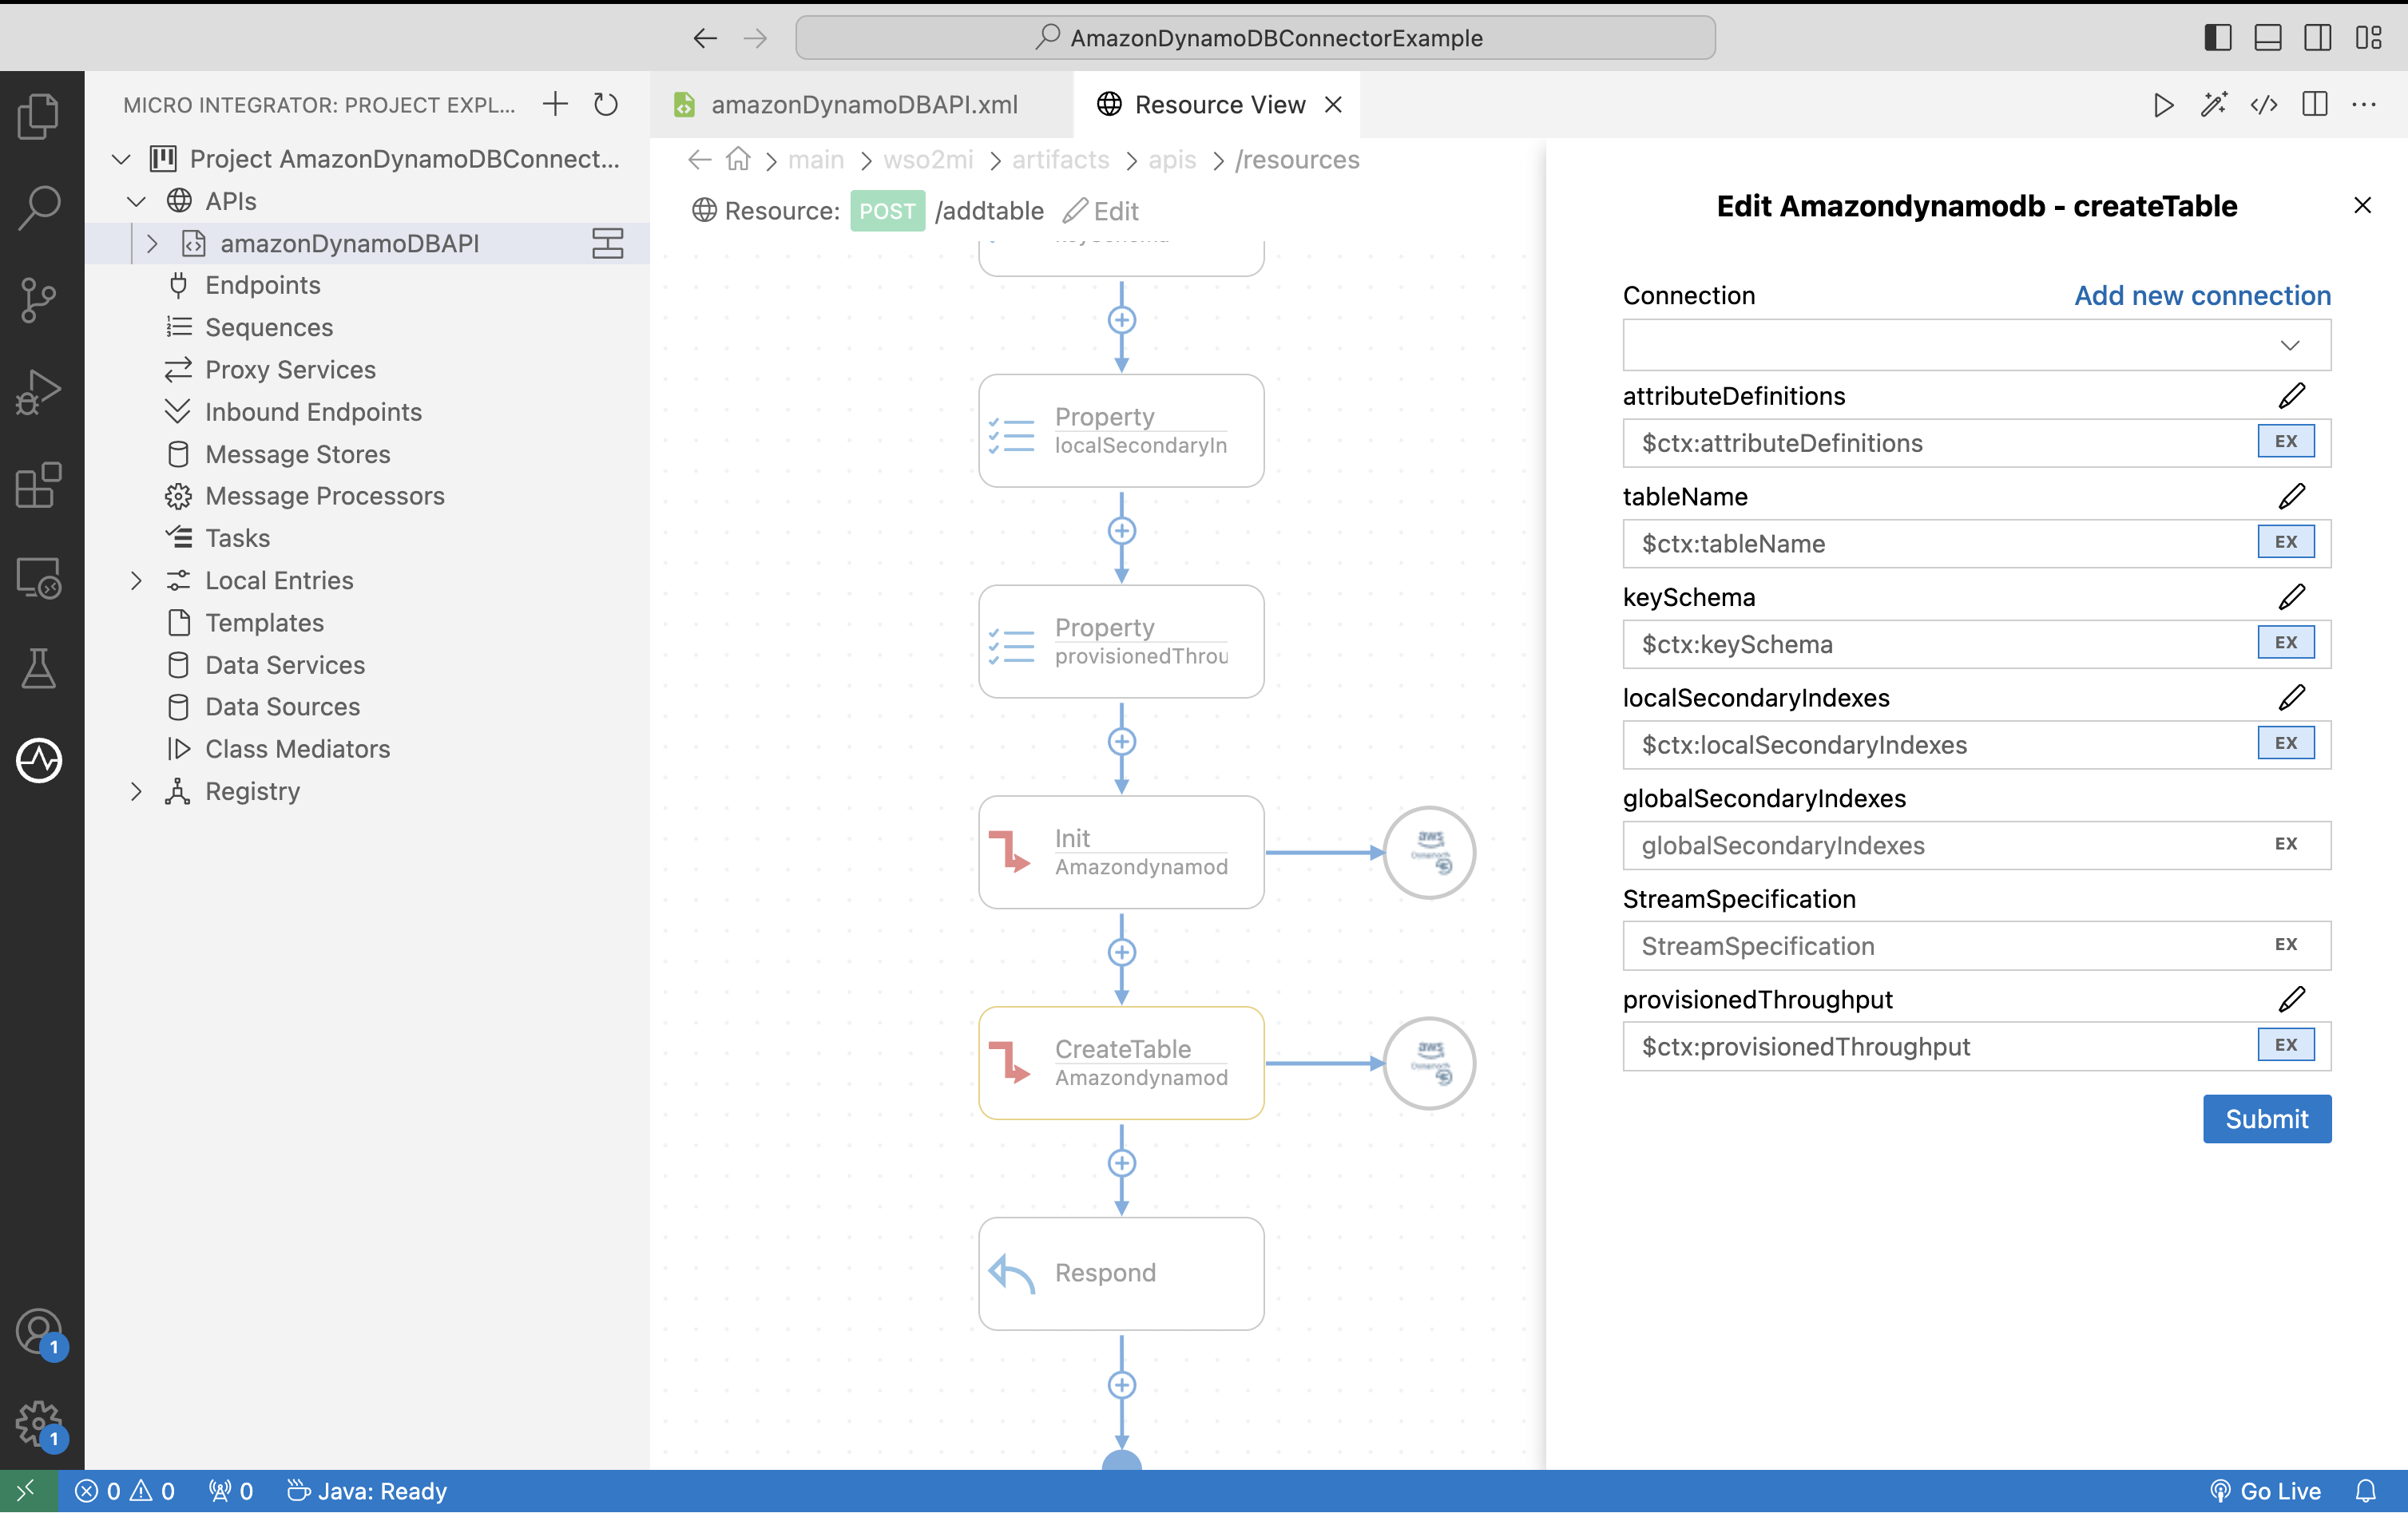 AmazonDynamoDBConnectorExample
MICRO INTEGRATOR: PROJECT EXPL...
Project AmazonDynamoDBConnect...
APIs
amazonDynamoDBAPI
Endpoints
Sequences
Proxy Services
Inbound Endpoints
Message Stores
Message Processors
Tasks
Local Entries
Templates
Data Services
Data Sources
Class Mediators
Registry
1
1
amazonDynamoDBAPI.xml
Resource View
main > wso2mi > artifacts > apis > /resources
Resource: POST /addtable Edit
Property
localSecondaryIn
Property
provisionedThrou
Init
Amazondynamod
aws
CreateTable
Amazondynamod
aws
Respond
Edit Amazondynamodb - createTable
Connection Add new connection
attributeDefinitions
$ctx:attributeDefinitions EX
tableName
$ctx:tableName EX
keySchema
$ctx:keySchema EX
localSecondaryIndexes
$ctx:localSecondaryIndexes EX
globalSecondaryIndexes
globalSecondaryIndexes EX
StreamSpecification
StreamSpecification EX
provisionedThroughput
$ctx:provisionedThroughput EX
Submit
0 0 0 Java: Ready Go Live